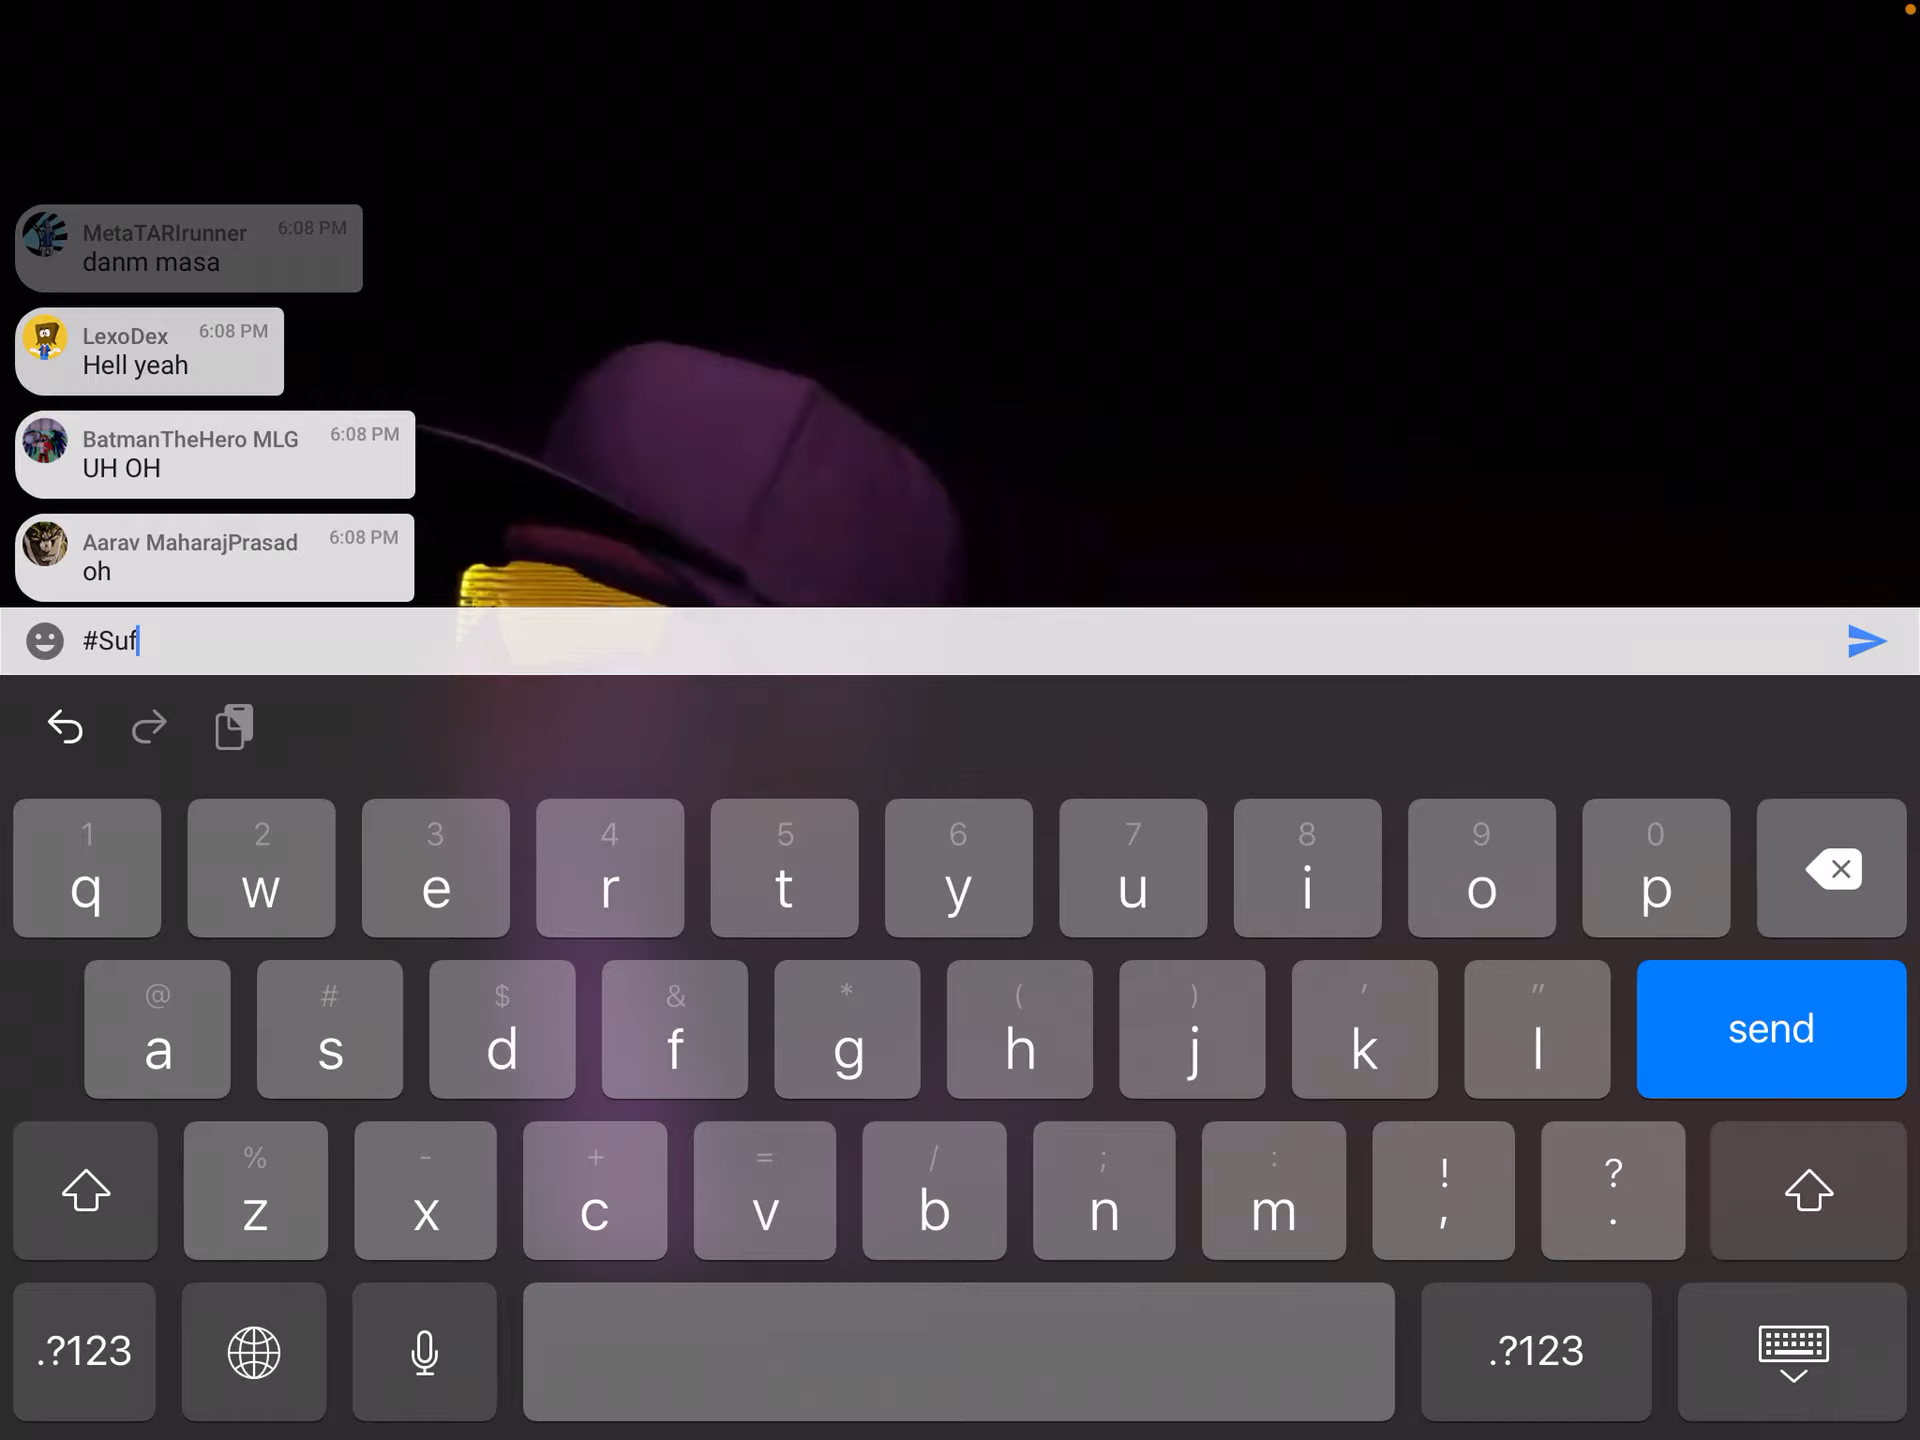 MetaTARIrunner 6:08 PM
danm masa
LexoDex 6:08 PM
Hell yeah
BatmanTheHero MLG 6:08 PM
UH OH
Aarav MaharajPrasad 6:08 PM
oh
#Suf
1 2 3 4 5 6 7 8 9 0
q w e r t y u i o p
@ # $ & * ( ) ' "
a s d f g h j k l send
% - + = / ; : ! ?
z x c v b n m , .
.?123 .?123